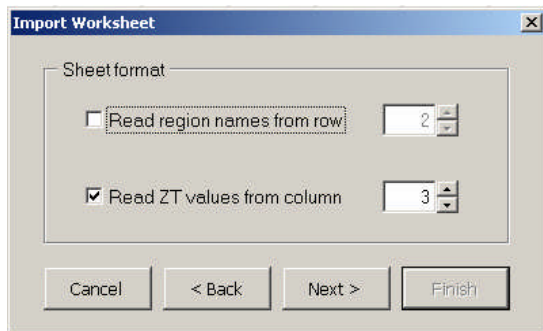 Import Worksheet
Sheet format
Read region names from row 2
Read ZT values from column 3
Cancel < Back Next > Finish